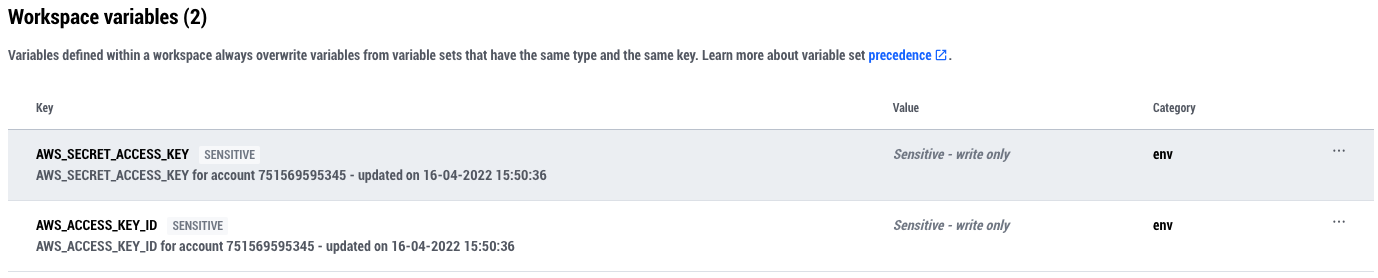 Workspace variables (2)
Variables defined within a workspace always overwrite variables from variable sets that have the same type and the same key. Learn more about variable set precedence.
Key Value Category
AWS_SECRET_ACCESS_KEY SENSITIVE Sensitive - write only env ...
AWS_SECRET_ACCESS_KEY for account 751569595345 - updated on 16-04-2022 15:50:36
AWS_ACCESS_KEY_ID SENSITIVE Sensitive - write only env ...
AWS_ACCESS_KEY_ID for account 751569595345 - updated on 16-04-2022 15:50:36